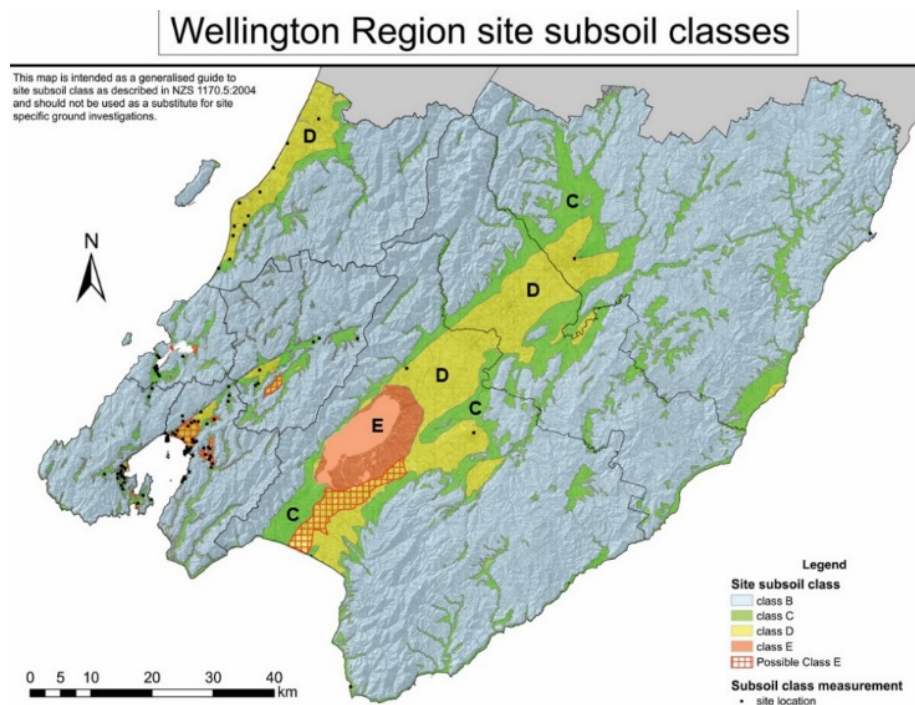 Wellington Region site subsoil classes
This map is intended as a generalised guide to
site subsoil class as described in NZS 1170.5:2004
and should not be used as a substitute for site
specific ground investigations.
D
C
N
D
D
C
E
C
Legend
Site subsoil class
class B
class C
class D
class E
Possible Class E
Subsoil class measurement
site location
0 5 10 20 30 40
km